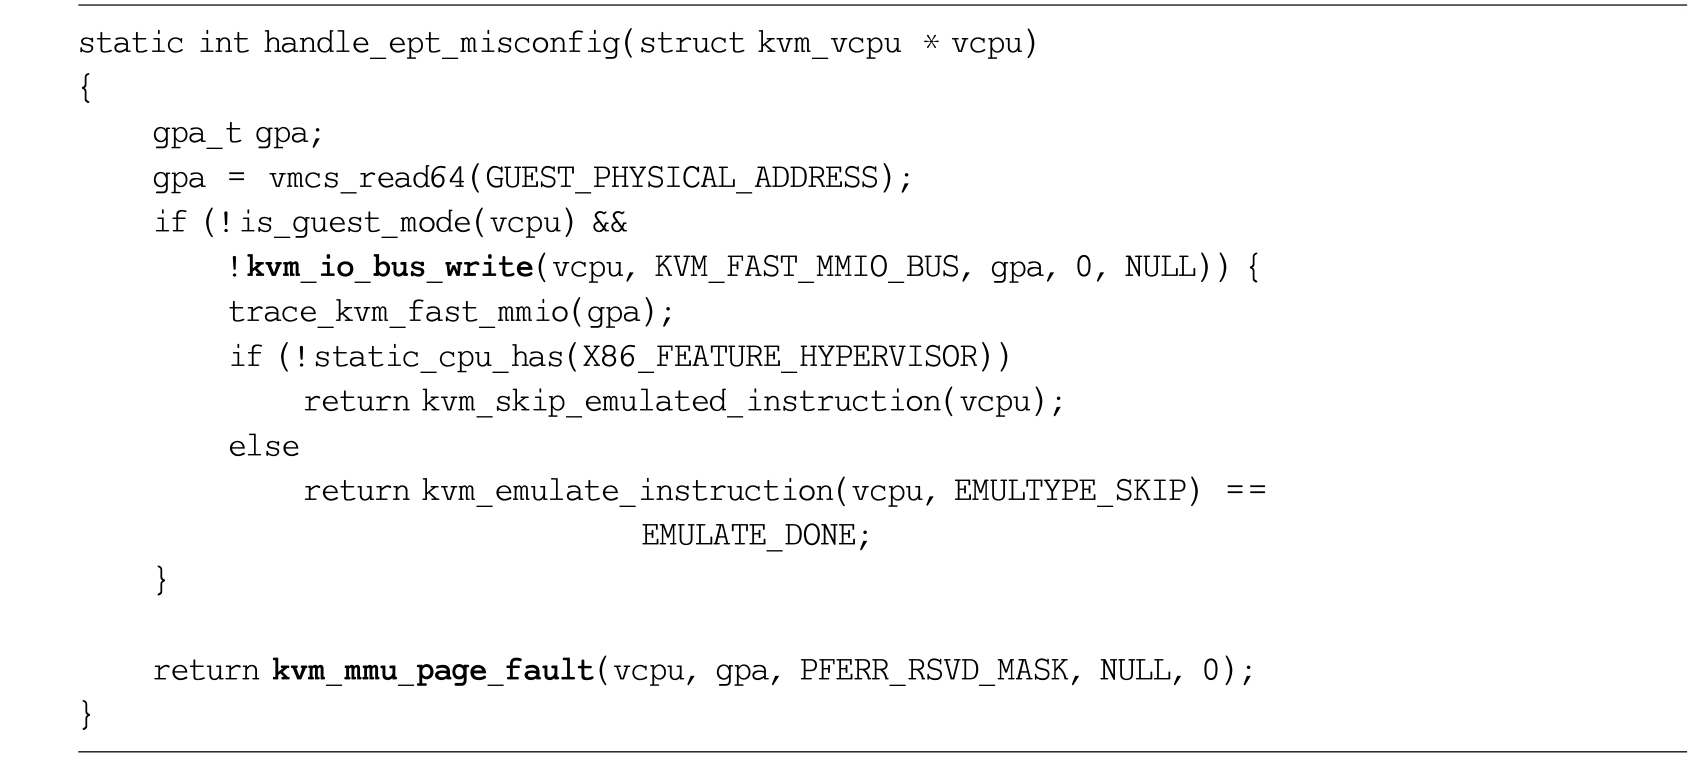 static int handle_ept_misconfig(struct kvm_vcpu * vcpu)
{
gpa_t gpa;
gpa = vmcs_read64(GUEST_PHYSICAL_ADDRESS);
if (!is_guest_mode(vcpu) &&
!kvm_io_bus_write(vcpu, KVM_FAST_MMIO_BUS, gpa, 0, NULL)) {
trace_kvm_fast_mmio(gpa);
if (!static_cpu_has(X86_FEATURE_HYPERVISOR))
return kvm_skip_emulated_instruction(vcpu);
else
return kvm_emulate_instruction(vcpu, EMULTYPE_SKIP) ==
EMULATE_DONE;
}
return kvm_mmu_page_fault(vcpu, gpa, PFERR_RSVD_MASK, NULL, 0);
}